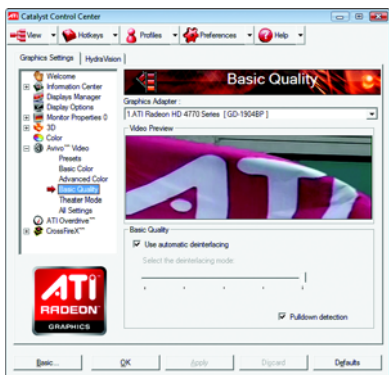 ATI Catalyst Control Center
View Hotkeys Profiles Preferences Help
Graphics Settings HydraVision
Welcome
Information Center
Displays Manager
Display Options
Monitor Properties 0
3D
Color
Avivo™ Video
Presets
Basic Color
Advanced Color
Basic Quality
Theater Mode
All Settings
ATI Overdrive™
CrossFireX™
ATI
RADEON
GRAPHICS
Basic Quality
Graphics Adapter :
1.ATI Radeon HD 4770 Series [ GD-1904BP ]
Video Preview
ATI
Basic Quality
Use automatic deinterlacing
Select the deinterlacing mode:
Pulldown detection
Basic... OK Apply Discard Defaults